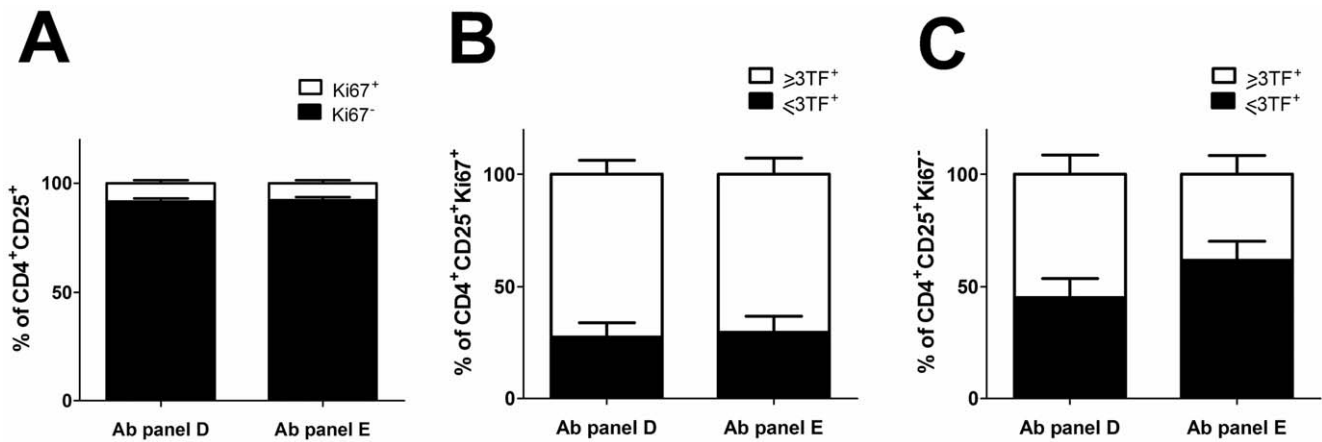 A
Ki67⁺
Ki67⁻
% of CD4⁺CD25⁺
100
50
0
Ab panel D
Ab panel E
B
⩾3TF⁺
⩽3TF⁺
% of CD4⁺CD25⁺Ki67⁺
100
50
0
Ab panel D
Ab panel E
C
⩾3TF⁺
⩽3TF⁺
% of CD4⁺CD25⁺Ki67⁻
100
50
0
Ab panel D
Ab panel E